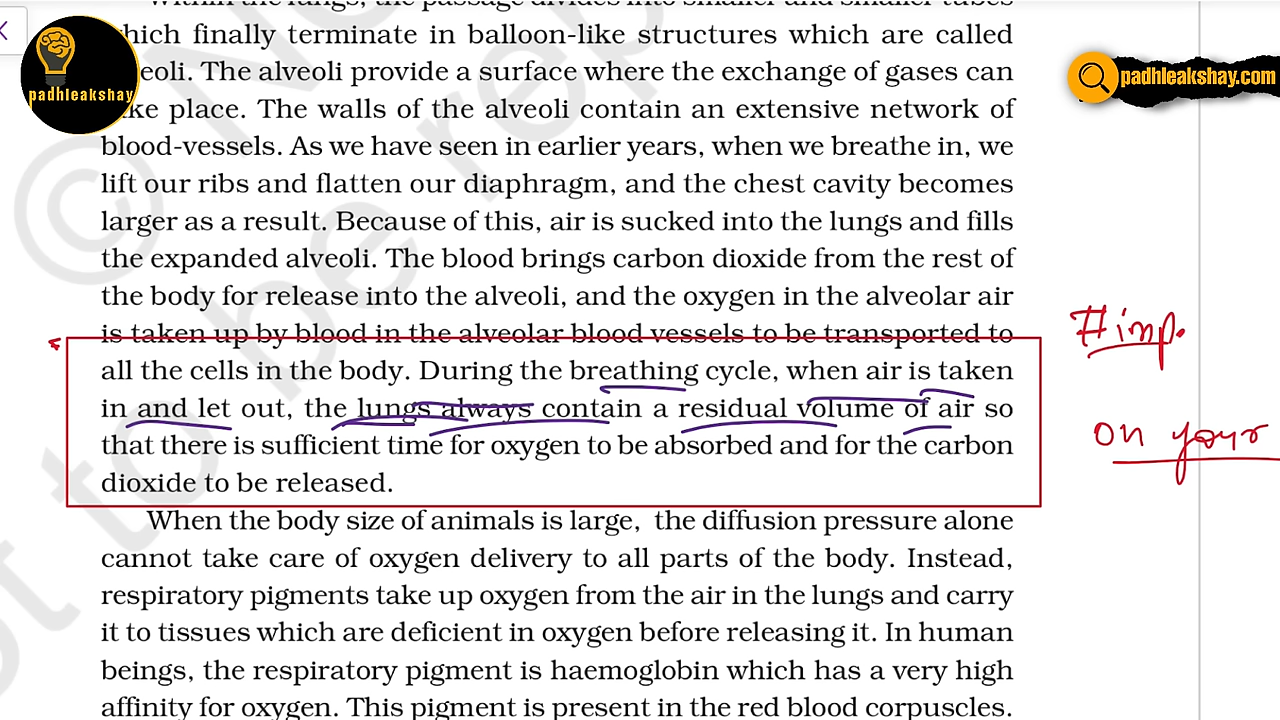 Within the lungs, the passage divides into smaller and smaller tubes
which finally terminate in balloon-like structures which are called
eoli. The alveoli provide a surface where the exchange of gases can
ke place. The walls of the alveoli contain an extensive network of
blood-vessels. As we have seen in earlier years, when we breathe in, we
lift our ribs and flatten our diaphragm, and the chest cavity becomes
larger as a result. Because of this, air is sucked into the lungs and fills
the expanded alveoli. The blood brings carbon dioxide from the rest of
the body for release into the alveoli, and the oxygen in the alveolar air
is taken up by blood in the alveolar blood vessels to be transported to
all the cells in the body. During the breathing cycle, when air is taken
in and let out, the lungs always contain a residual volume of air so
that there is sufficient time for oxygen to be absorbed and for the carbon
dioxide to be released.
When the body size of animals is large, the diffusion pressure alone
cannot take care of oxygen delivery to all parts of the body. Instead,
respiratory pigments take up oxygen from the air in the lungs and carry
it to tissues which are deficient in oxygen before releasing it. In human
beings, the respiratory pigment is haemoglobin which has a very high
affinity for oxygen. This pigment is present in the red blood corpuscles.
padhleakshay
padhleakshay.com
#imp.
on your